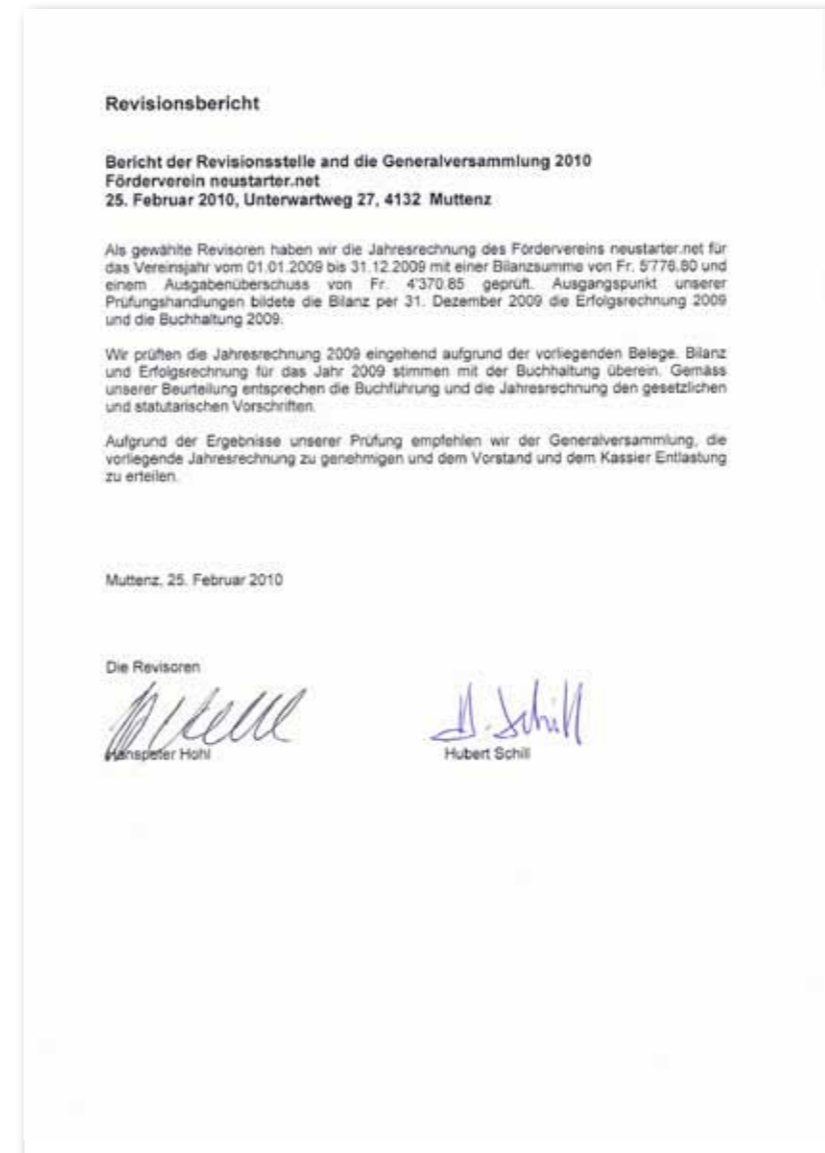 Revisionsbericht
Bericht der Revisionsstelle and die Generalversammlung 2010
Förderverein neustarter.net
25. Februar 2010, Unterwartweg 27, 4132 Muttenz
Als gewählte Revisoren haben wir die Jahresrechnung des Fördervereins neustarter.net für
das Vereinsjahr vom 01.01.2009 bis 31.12.2009 mit einer Bilanzsumme von Fr. 5'776.80 und
einem Ausgabenüberschuss von Fr. 4'370.85 geprüft. Ausgangspunkt unserer
Prüfungshandlungen bildete die Bilanz per 31. Dezember 2009 die Erfolgsrechnung 2009
und die Buchhaltung 2009.
Wir prüften die Jahresrechnung 2009 eingehend aufgrund der vorliegenden Belege. Bilanz
und Erfolgsrechnung für das Jahr 2009 stimmen mit der Buchhaltung überein. Gemäss
unserer Beurteilung entsprechen die Buchführung und die Jahresrechnung den gesetzlichen
und statutarischen Vorschriften.
Aufgrund der Ergebnisse unserer Prüfung empfehlen wir der Generalversammlung, die
vorliegende Jahresrechnung zu genehmigen und dem Vorstand und dem Kassier Entlastung
zu erteilen.
Muttenz, 25. Februar 2010
Die Revisoren
H. Schill
Hanspeter Hohl Hubert Schill